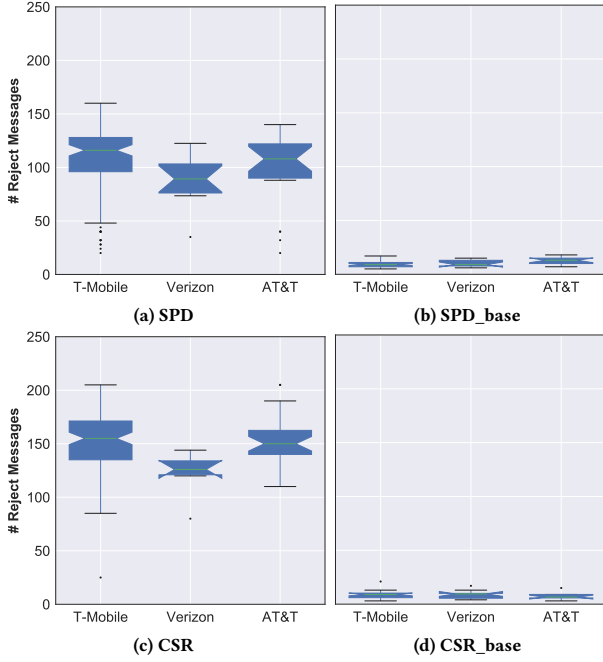 250
200
150
100
50
0
# Reject Messages
T-Mobile Verizon AT&T
T-Mobile Verizon AT&T
(a) SPD
(b) SPD_base
250
200
150
100
50
0
# Reject Messages
T-Mobile Verizon AT&T
T-Mobile Verizon AT&T
(c) CSR
(d) CSR_base